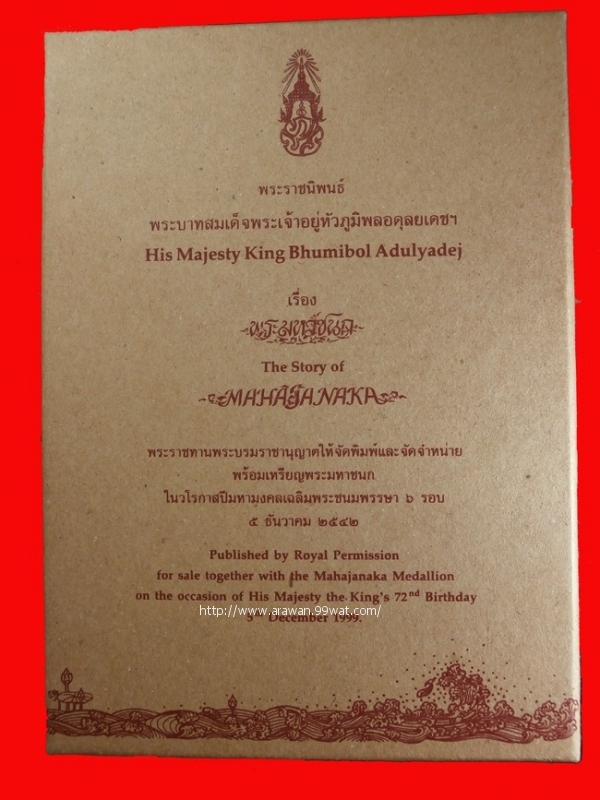 พระราชนิพนธ์
พระบาทสมเด็จพระเจ้าอยู่หัวภูมิพลอดุลยเดชฯ
His Majesty King Bhumibol Adulyadej
เรื่อง
พระมหาชนก
The Story of
MAHAJANAKA
พระราชทานพระบรมราชานุญาตให้จัดพิมพ์และจัดจำหน่าย
พร้อมเหรียญพระมหาชนก
ในวโรกาสปีมหามงคลเฉลิมพระชนมพรรษา ๖ รอบ
๕ ธันวาคม ๒๕๔๒
Published by Royal Permission
for sale together with the Mahajanaka Medallion
on the occasion of His Majesty the King's 72nd Birthday
http://www.arawan.99wat.com/
5th December 1999.